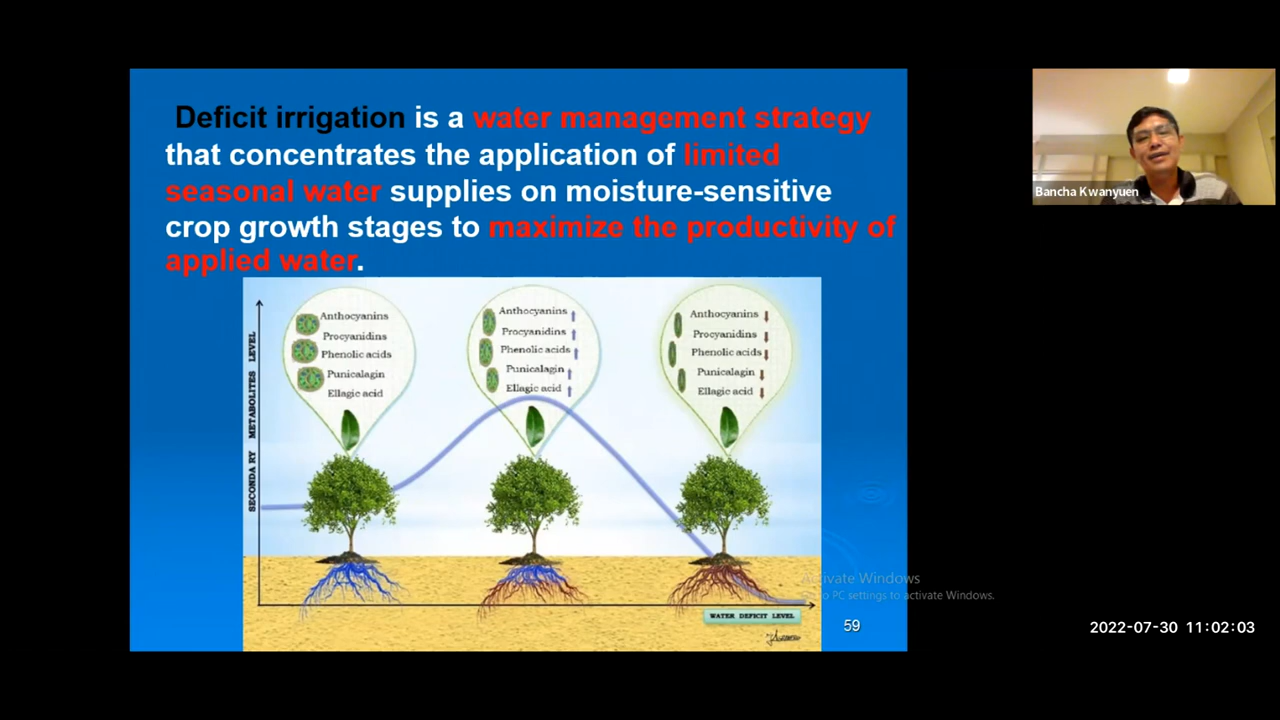 Deficit irrigation is a water management strategy
that concentrates the application of limited
seasonal water supplies on moisture-sensitive
crop growth stages to maximize the productivity of
applied water.
SECONDARY METABOLITES LEVEL
Anthocyanins
Procyanidins
Phenolic acids
Punicalagin
Ellagic acid
Anthocyanins
Procyanidins
Phenolic acids
Punicalagin
Ellagic acid
Anthocyanins
Procyanidins
Phenolic acids
Punicalagin
Ellagic acid
WATER DEFICIT LEVEL
59
Bancha Kwanyuen
Activate Windows
to PC settings to activate Windows.
2022-07-30 11:02:03